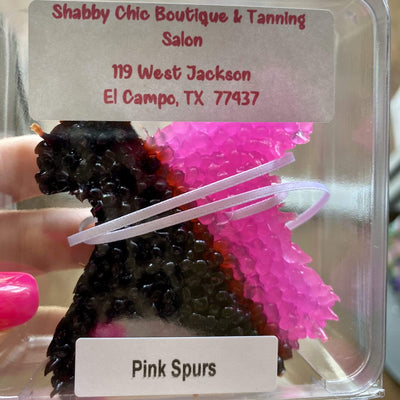 Shabby Chic Boutique & Tanning
Salon
119 West Jackson
El Campo, TX 77437
Pink Spurs